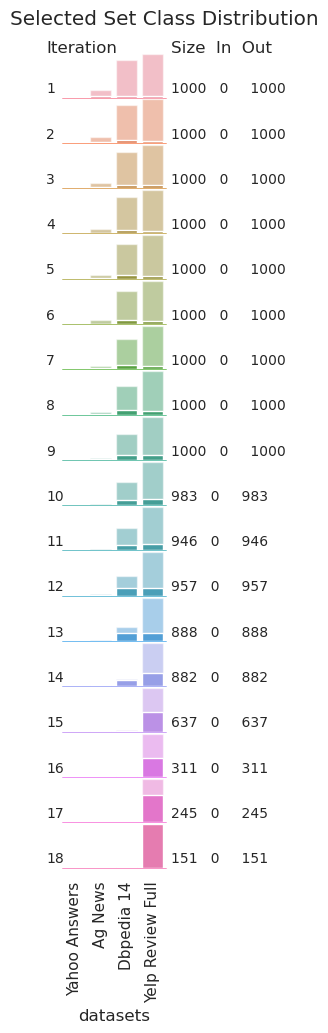 Selected Set Class Distribution
Iteration Size In Out
1 1000 0 1000
2 1000 0 1000
3 1000 0 1000
4 1000 0 1000
5 1000 0 1000
6 1000 0 1000
7 1000 0 1000
8 1000 0 1000
9 1000 0 1000
10 983 0 983
11 946 0 946
12 957 0 957
13 888 0 888
14 882 0 882
15 637 0 637
16 311 0 311
17 245 0 245
18 151 0 151
Yahoo Answers
Ag News
Dbpedia 14
Yelp Review Full
datasets